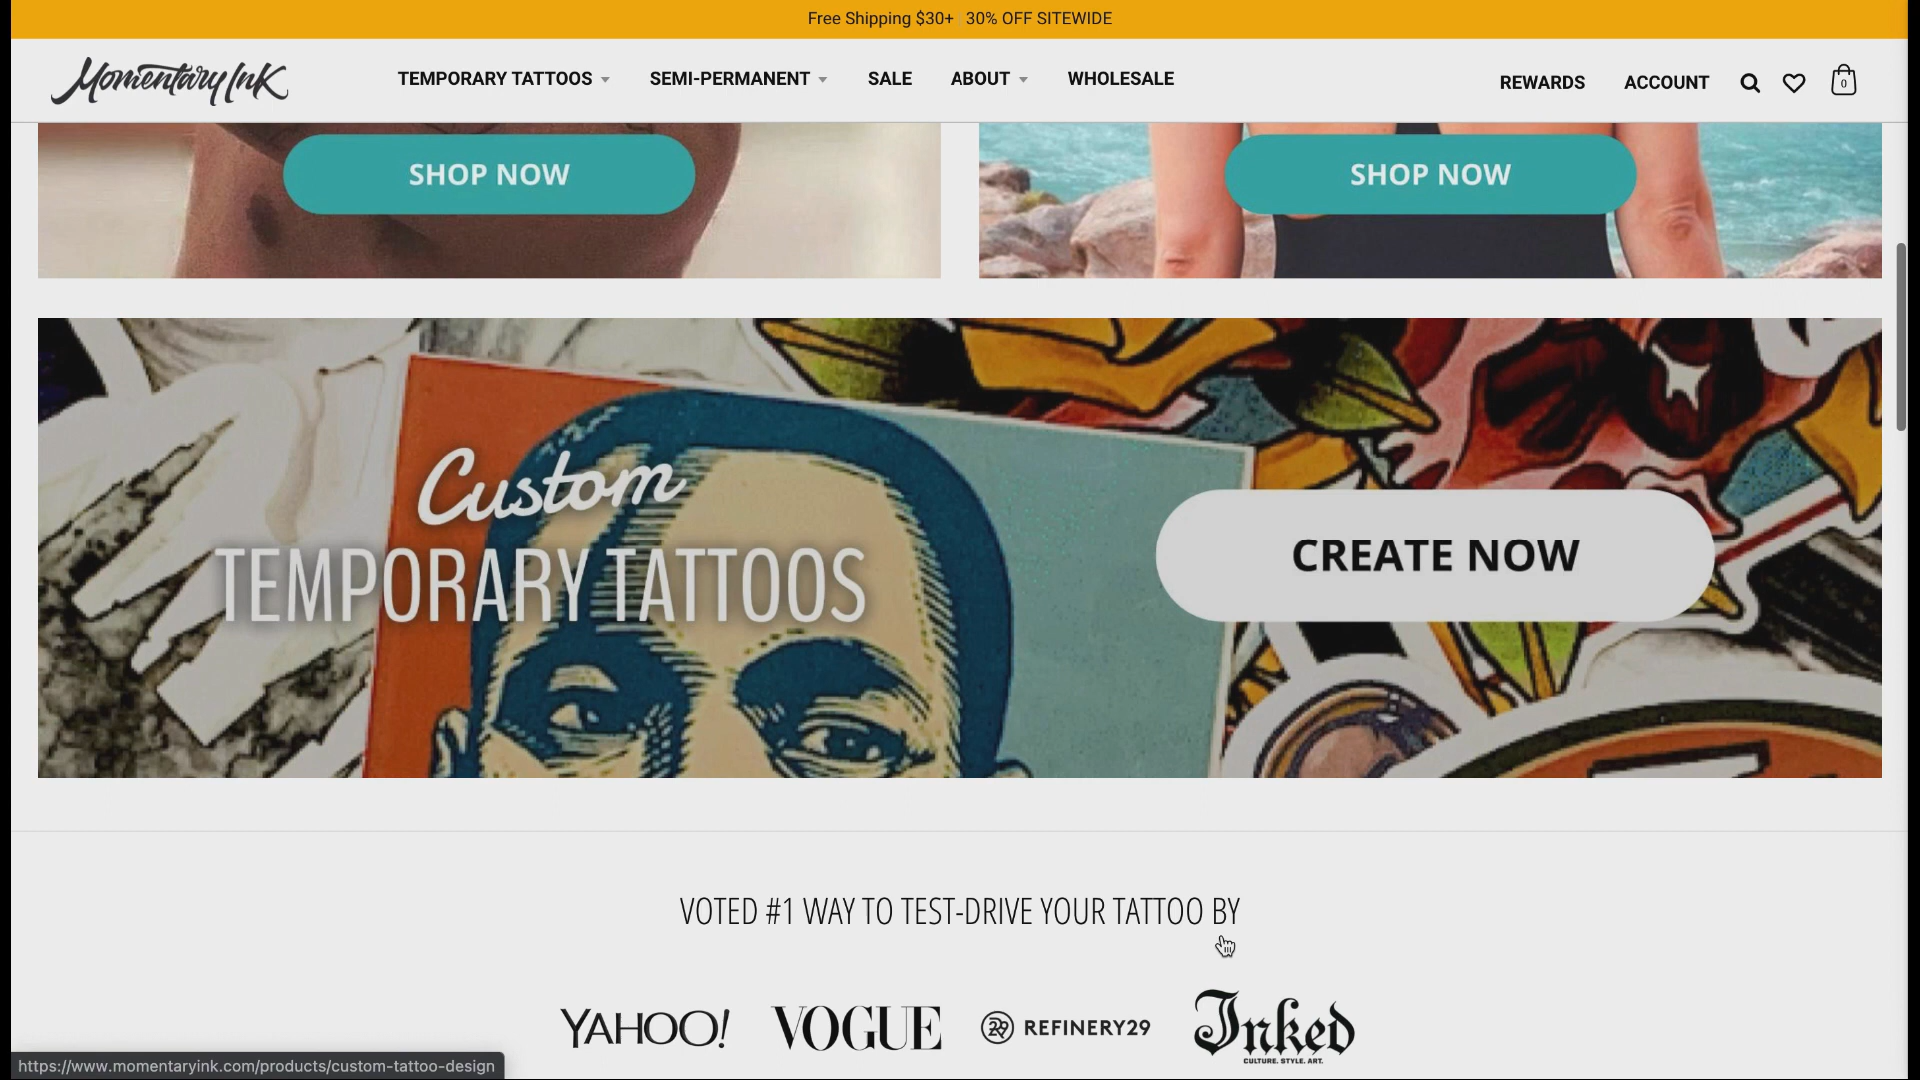 Free Shipping $30+ 30% OFF SITEWIDE
Momentary Ink
TEMPORARY TATTOOS SEMI-PERMANENT SALE ABOUT WHOLESALE REWARDS ACCOUNT 0
SHOP NOW SHOP NOW
Custom
TEMPORARY TATTOOS
CREATE NOW
VOTED #1 WAY TO TEST-DRIVE YOUR TATTOO BY
YAHOO! VOGUE R29 REFINERY29 Inked
CULTURE. STYLE. ART.
https://www.momentaryink.com/products/custom-tattoo-design